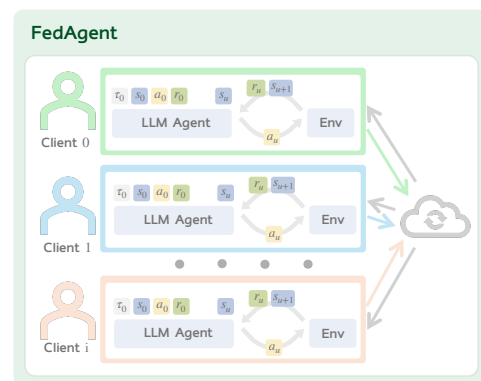 FedAgent
τ₀ s₀ a₀ r₀ sᵤ rᵤ sᵤ₊₁
LLM Agent aᵤ Env
Client 0
τ₀ s₀ a₀ r₀ sᵤ rᵤ sᵤ₊₁
LLM Agent aᵤ Env
Client 1
τ₀ s₀ a₀ r₀ sᵤ rᵤ sᵤ₊₁
LLM Agent aᵤ Env
Client i